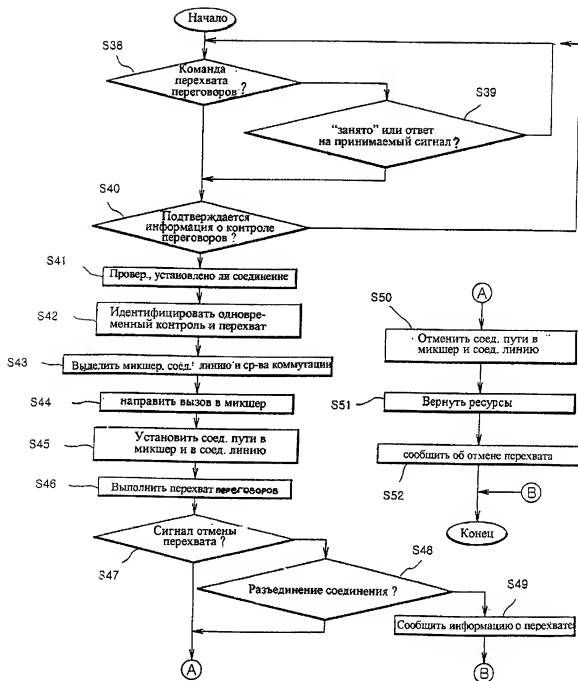 Начало
S38
Команда
перехвата
переговоров ?
S39
"занято" или ответ
на принимаемый сигнал ?
S40
Подтверждается
информация о контроле
переговоров ?
S41
Провер., установлено ли соединение
S42
Идентифицировать одновре-
менный контроль и перехват
S43
Выделить микшер, соед. линию и ср-ва коммутации
S44
направить вызов в микшер
S45
Установить соед. пути в
микшер и в соед. линию
S46
Выполнить перехват переговоров
Сигнал отмены
перехвата ?
S47
S48
Разъединение соединения ?
S49
Сообщить информацию о перехвате
A
B
A
S50
Отменить соед. пути в
микшер и соед. линию
S51
Вернуть ресурсы
сообщить об отмене перехвата
S52
B
Конец